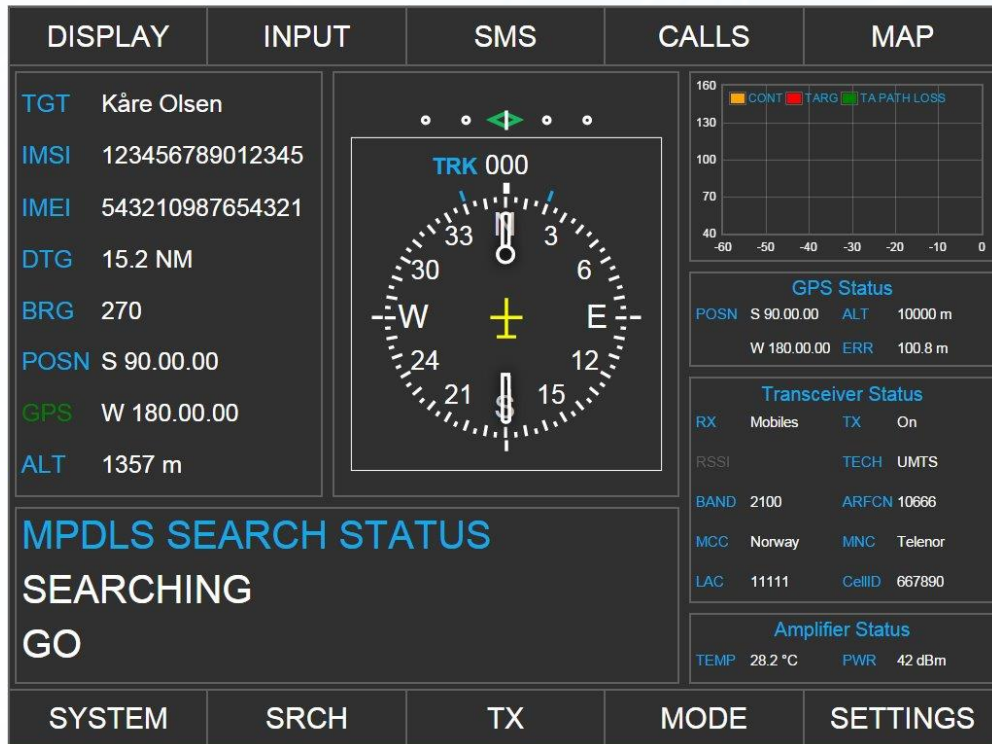 DISPLAY INPUT SMS CALLS MAP
TGT Kåre Olsen
IMSI 123456789012345
IMEI 543210987654321
DTG 15.2 NM
BRG 270
POSN S 90.00.00
GPS W 180.00.00
ALT 1357 m
TRK 000
N
33 3
30 6
W E
24 12
21 15
S
160 CONT TARG TA PATH LOSS
130
100
70
40
-60 -50 -40 -30 -20 -10 0
GPS Status
POSN S 90.00.00 ALT 10000 m
W 180.00.00 ERR 100.8 m
Transceiver Status
RX Mobiles TX On
RSSI TECH UMTS
BAND 2100 ARFCN 10666
MCC Norway MNC Telenor
LAC 11111 CellID 667890
Amplifier Status
TEMP 28.2 °C PWR 42 dBm
MPDLS SEARCH STATUS
SEARCHING
GO
SYSTEM SRCH TX MODE SETTINGS